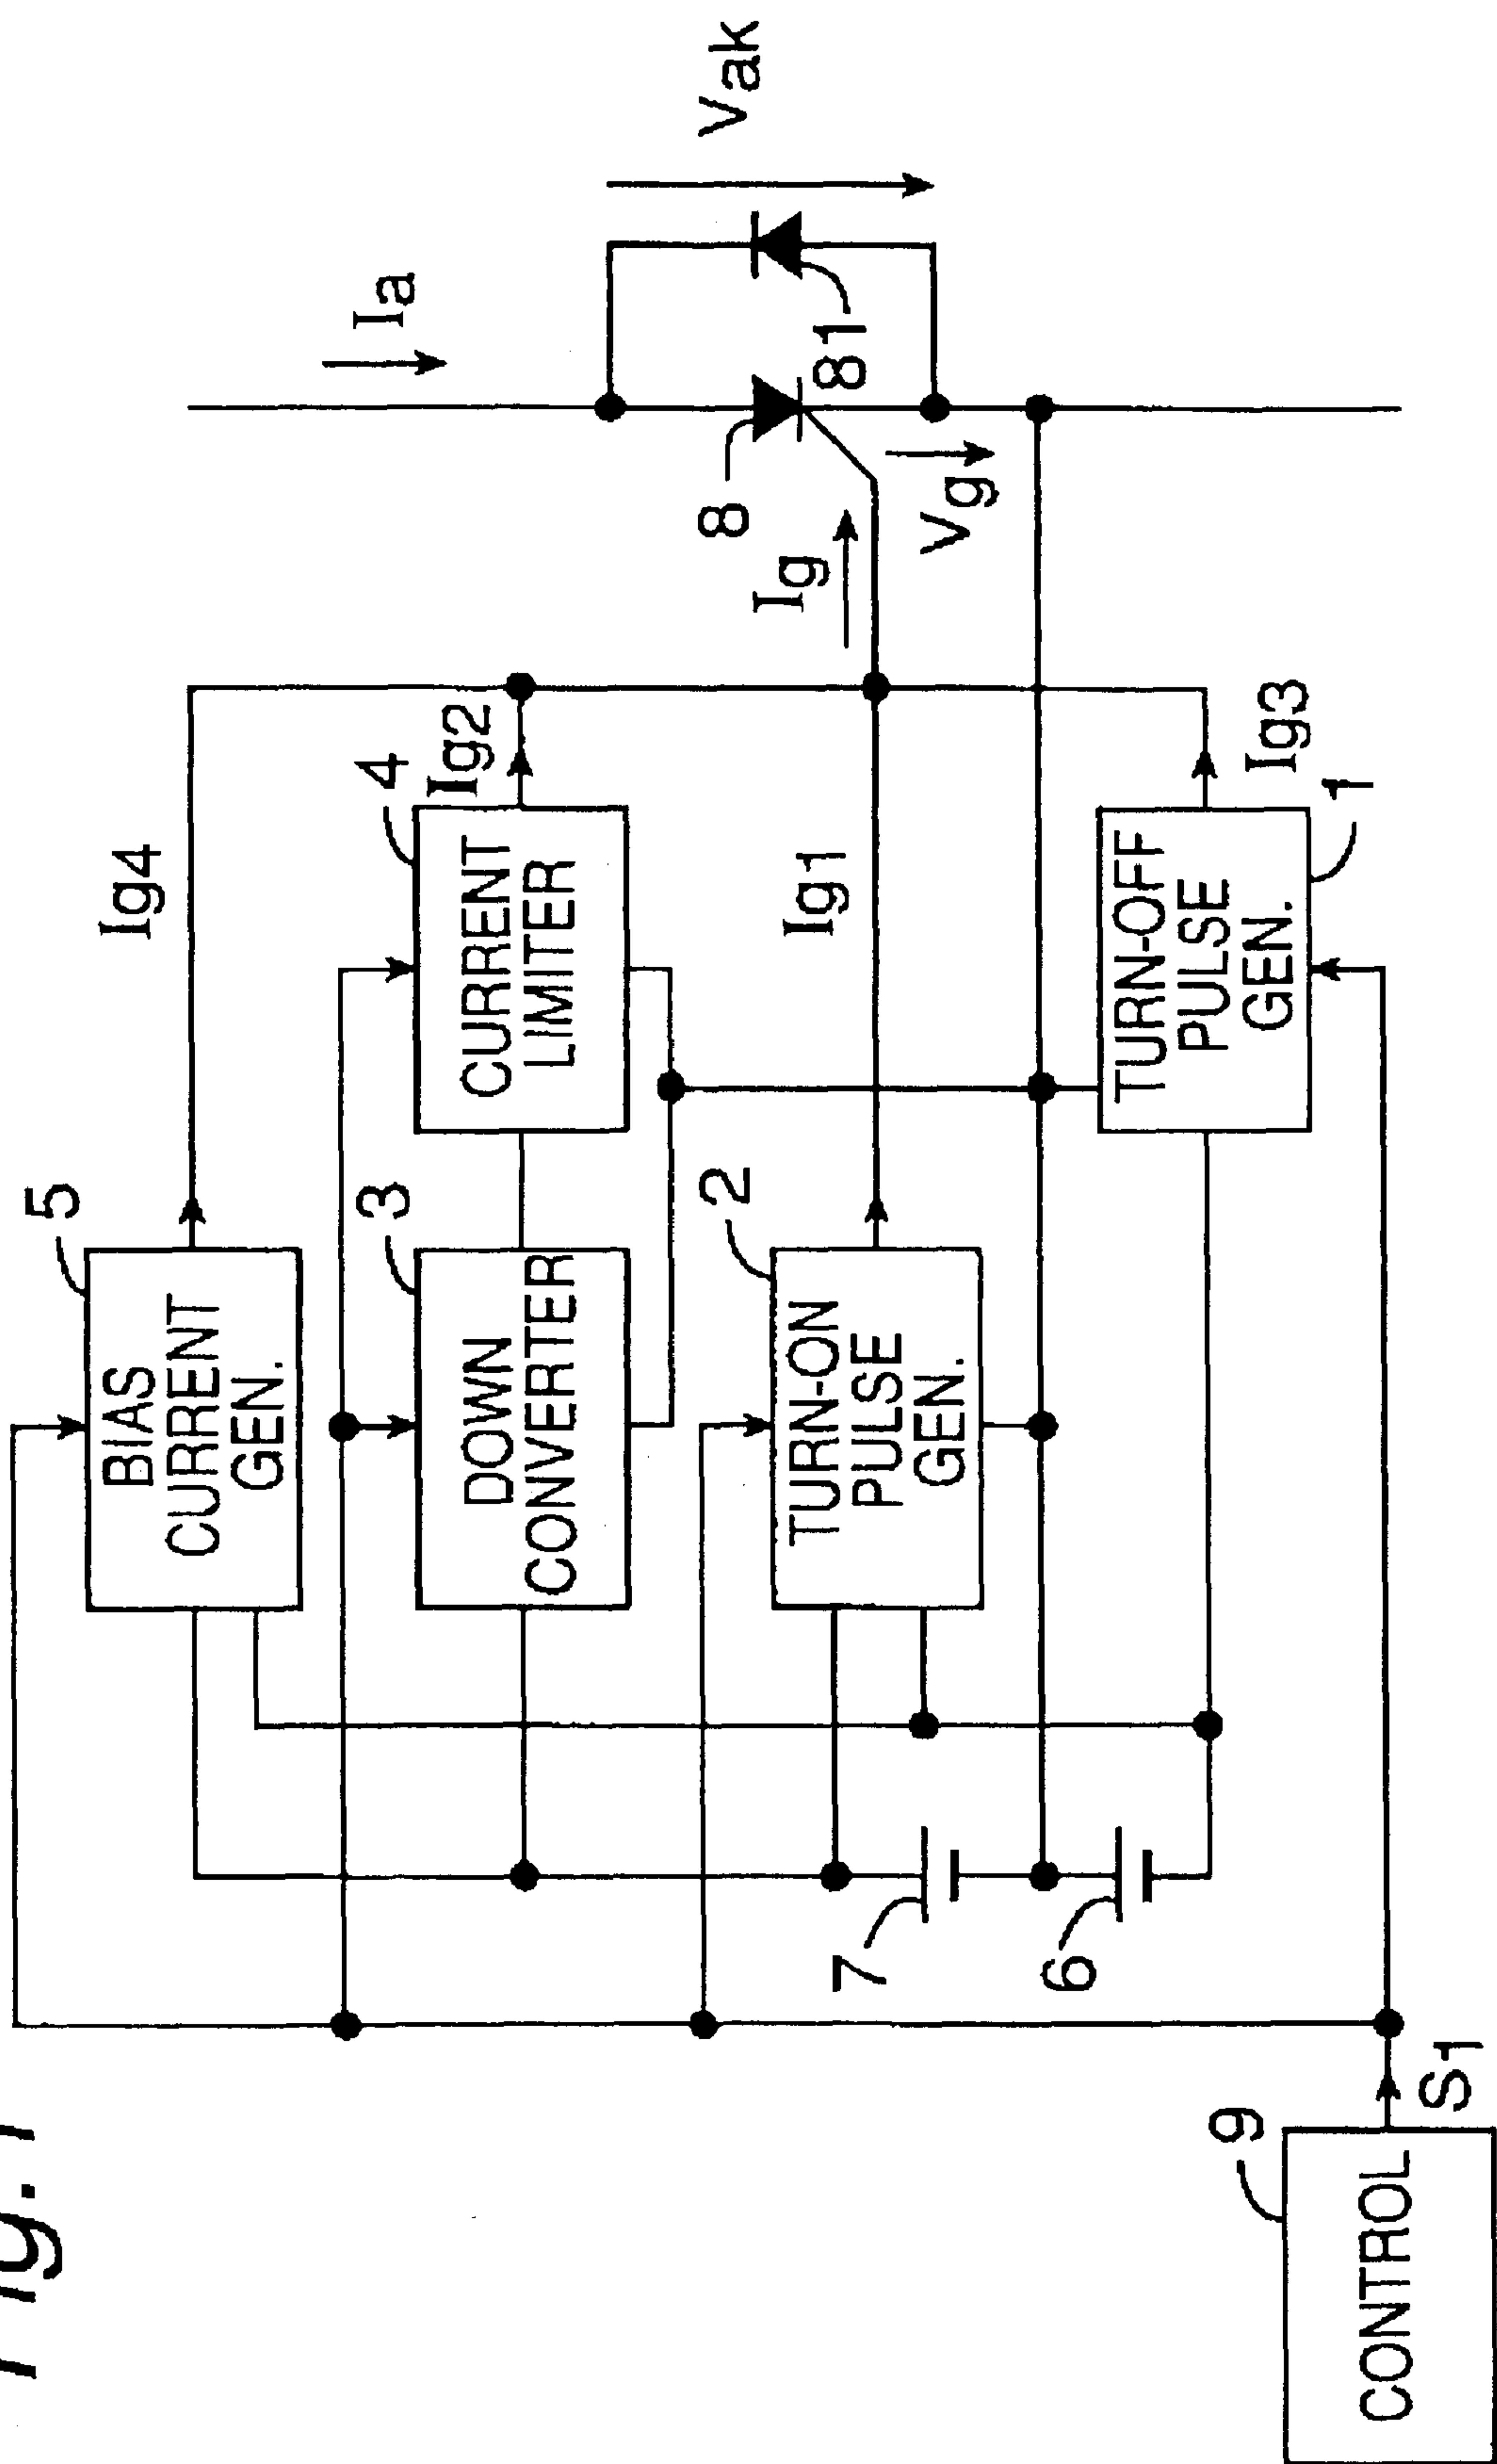 Fig. 1
5
BIAS
CURRENT
GEN.
Ig4
3
DOWN
CONVERTER
4
CURRENT
LIMITER
Ig2
Ia
2
TURN-ON
PULSE
GEN.
Ig1
Ig
8
81
Vak
Vg
7
6
TURN-OFF
PULSE
GEN.
1
Ig3
9
CONTROL
S1